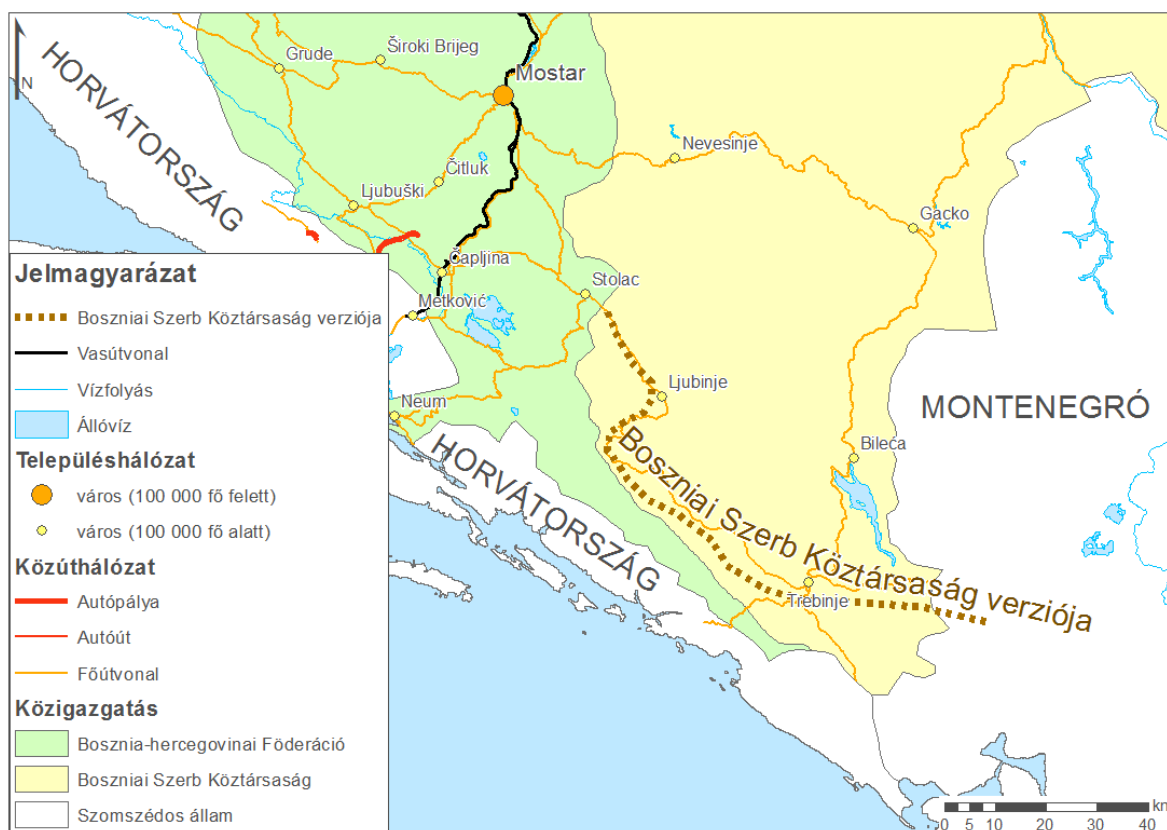 N
HORVÁTORSZÁG
Grude
Široki Brijeg
Mostar
Nevesinje
Čitluk
Ljubuški
Gacko
Čapljina
Stolac
Metković
Ljubinje
Neum
MONTENEGRÓ
Bileća
HORVÁTORSZÁG
Boszniai Szerb Köztársaság verziója
Trebinje
Jelmagyarázat
Boszniai Szerb Köztársaság verziója
Vasútvonal
Vízfolyás
Állóvíz
Településhálózat
város (100 000 fő felett)
város (100 000 fő alatt)
Közúthálózat
Autópálya
Autóút
Főútvonal
Közigazgatás
Bosznia-hercegovinai Föderáció
Boszniai Szerb Köztársaság
Szomszédos állam
km
0 5 10 20 30 40